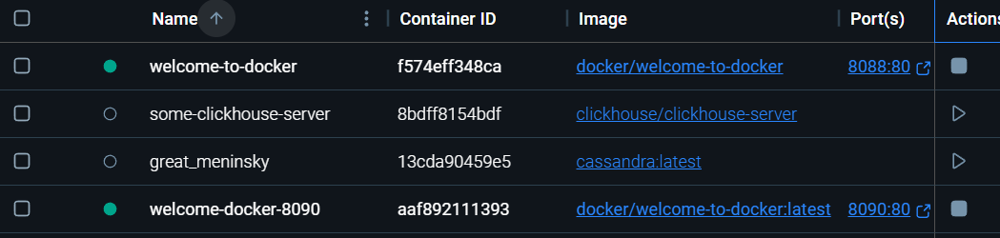 Name Container ID Image Port(s) Actions
welcome-to-docker f574eff348ca docker/welcome-to-docker 8088:80
some-clickhouse-server 8bdff8154bdf clickhouse/clickhouse-server
great_meninsky 13cda90459e5 cassandra:latest
welcome-docker-8090 aaf892111393 docker/welcome-to-docker:latest 8090:80